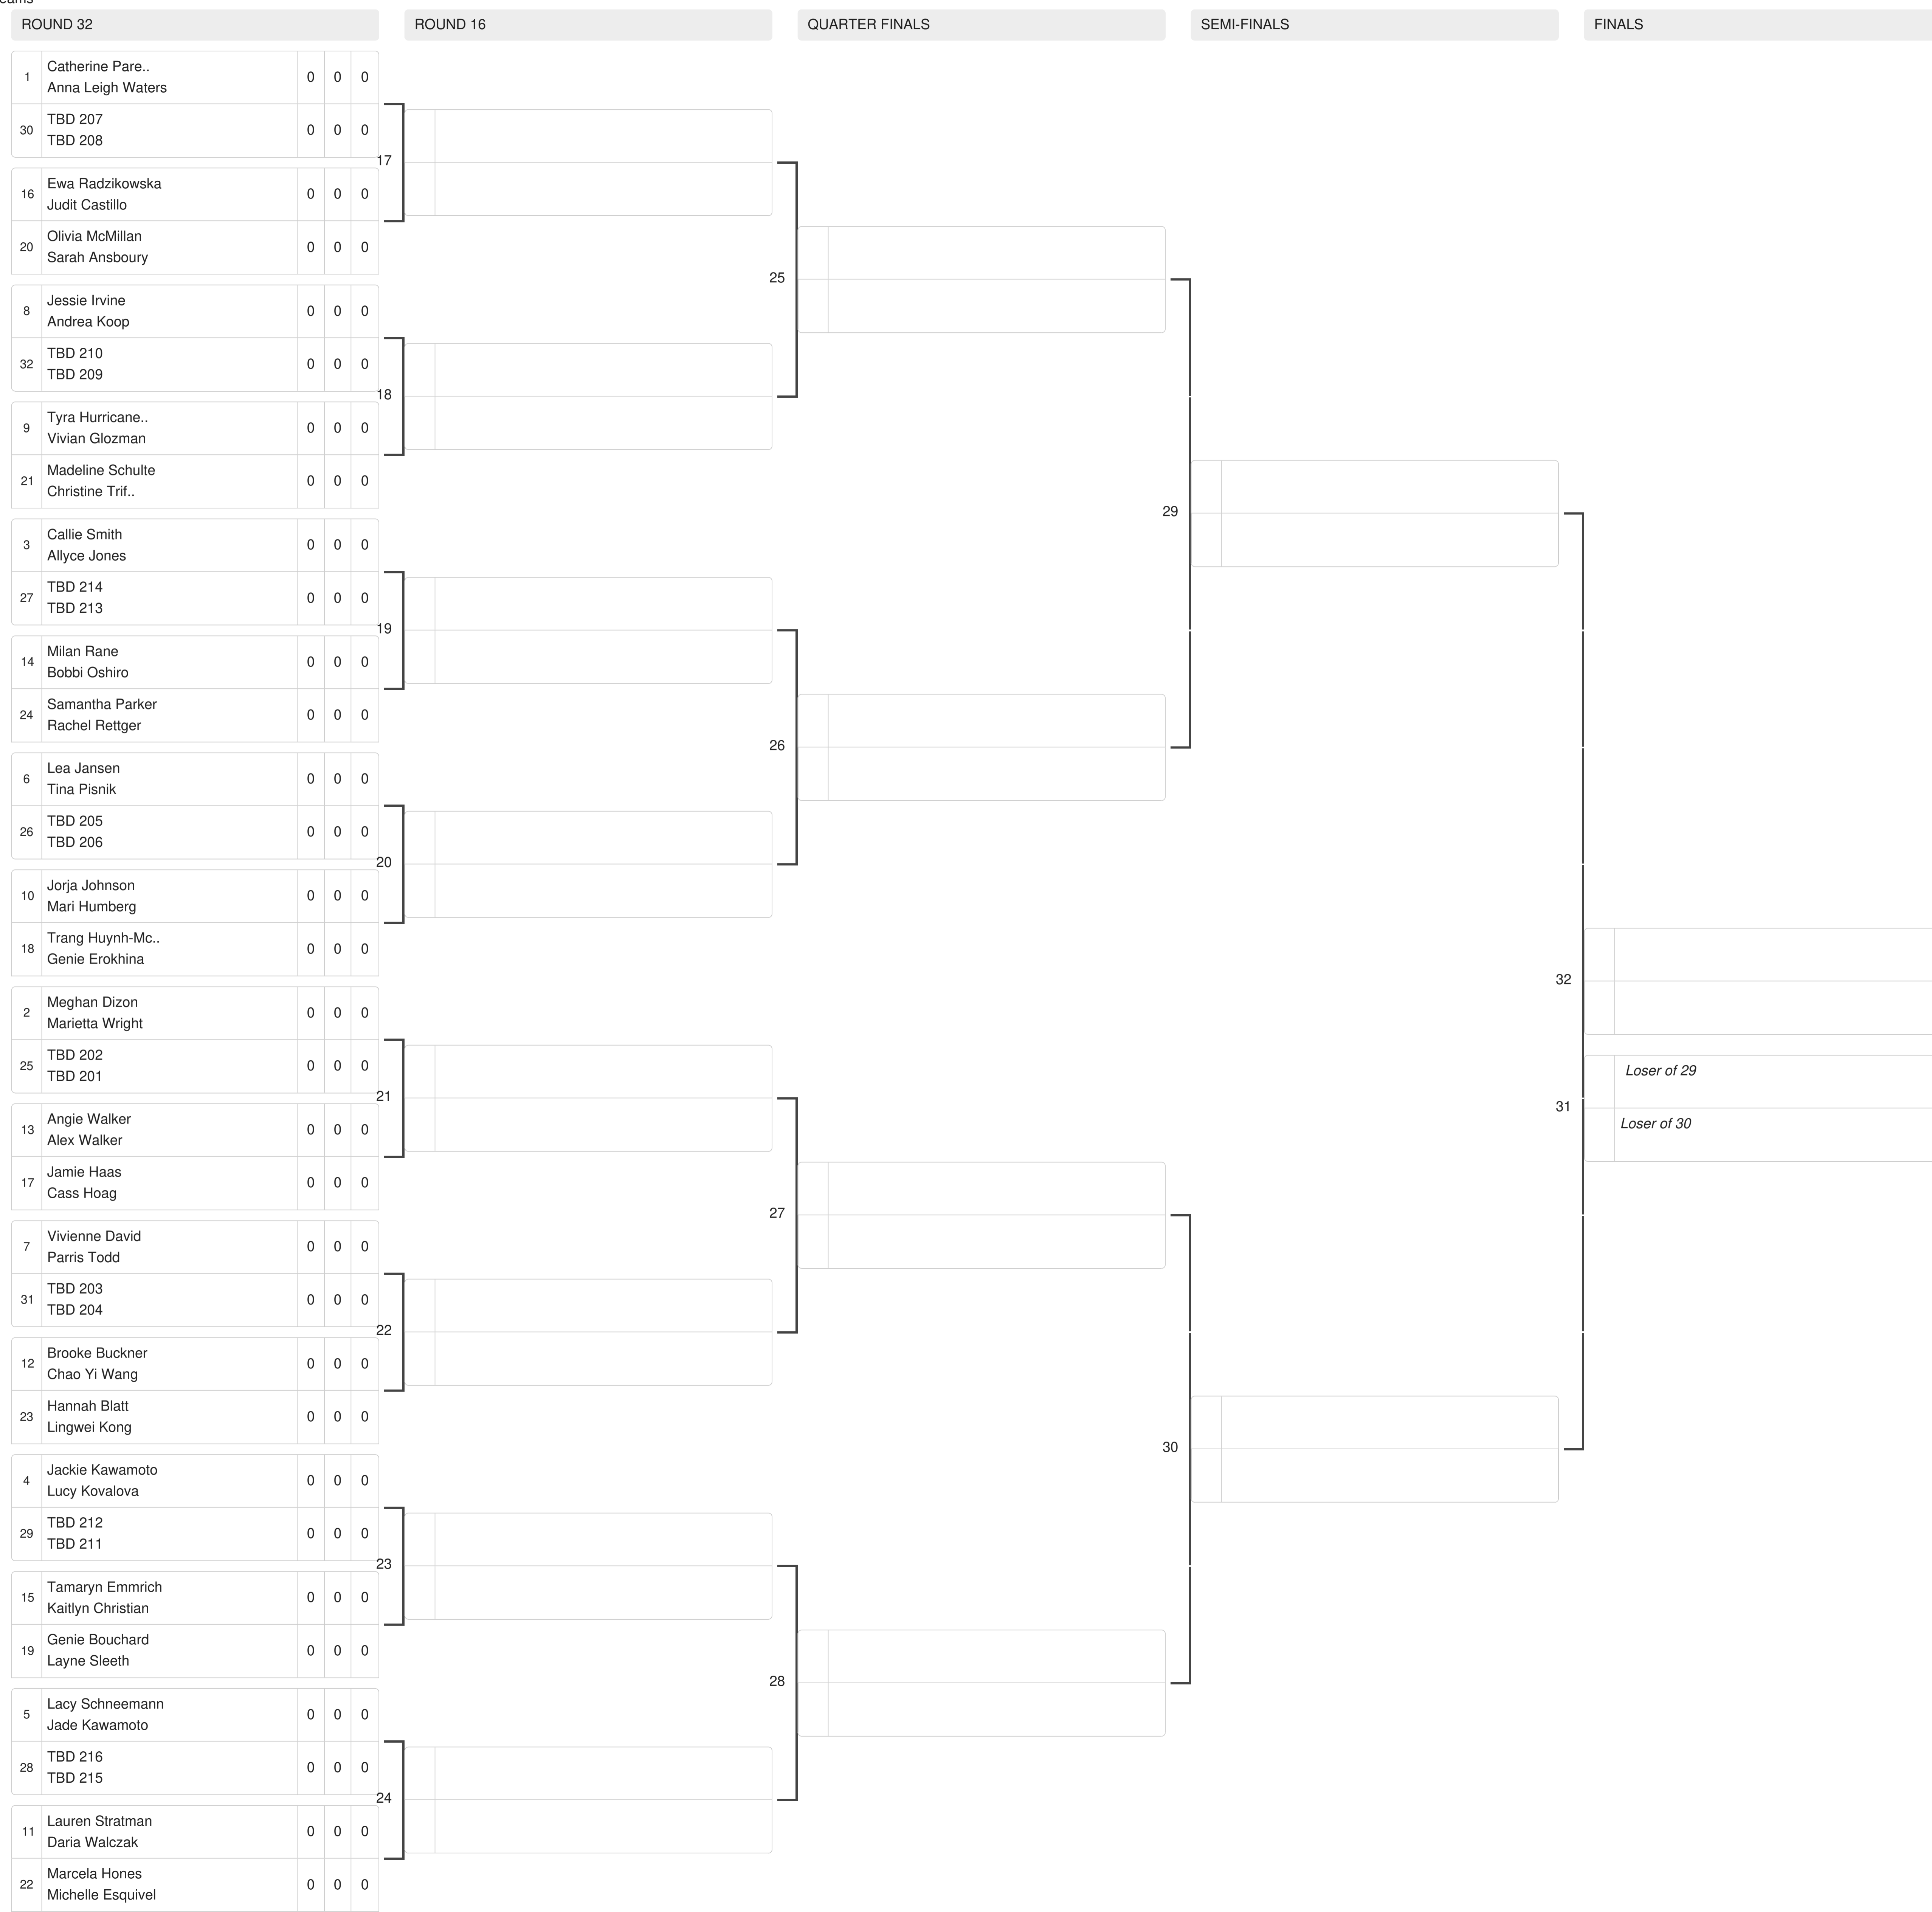 ROUND 32
ROUND 16
QUARTER FINALS
SEMI-FINALS
FINALS
1
Catherine Pare..
Anna Leigh Waters
0 0 0
30
TBD 207
TBD 208
0 0 0
17
16
Ewa Radzikowska
Judit Castillo
0 0 0
20
Olivia McMillan
Sarah Ansboury
0 0 0
25
8
Jessie Irvine
Andrea Koop
0 0 0
32
TBD 210
TBD 209
0 0 0
18
9
Tyra Hurricane..
Vivian Glozman
0 0 0
21
Madeline Schulte
Christine Trif..
0 0 0
29
3
Callie Smith
Allyce Jones
0 0 0
27
TBD 214
TBD 213
0 0 0
19
14
Milan Rane
Bobbi Oshiro
0 0 0
24
Samantha Parker
Rachel Rettger
0 0 0
26
6
Lea Jansen
Tina Pisnik
0 0 0
26
TBD 205
TBD 206
0 0 0
20
10
Jorja Johnson
Mari Humberg
0 0 0
18
Trang Huynh-Mc..
Genie Erokhina
0 0 0
32
2
Meghan Dizon
Marietta Wright
0 0 0
25
TBD 202
TBD 201
0 0 0
21
31
Loser of 29
Loser of 30
13
Angie Walker
Alex Walker
0 0 0
17
Jamie Haas
Cass Hoag
0 0 0
27
7
Vivienne David
Parris Todd
0 0 0
31
TBD 203
TBD 204
0 0 0
22
12
Brooke Buckner
Chao Yi Wang
0 0 0
23
Hannah Blatt
Lingwei Kong
0 0 0
30
4
Jackie Kawamoto
Lucy Kovalova
0 0 0
29
TBD 212
TBD 211
0 0 0
23
15
Tamaryn Emmrich
Kaitlyn Christian
0 0 0
19
Genie Bouchard
Layne Sleeth
0 0 0
28
5
Lacy Schneemann
Jade Kawamoto
0 0 0
28
TBD 216
TBD 215
0 0 0
24
11
Lauren Stratman
Daria Walczak
0 0 0
22
Marcela Hones
Michelle Esquivel
0 0 0